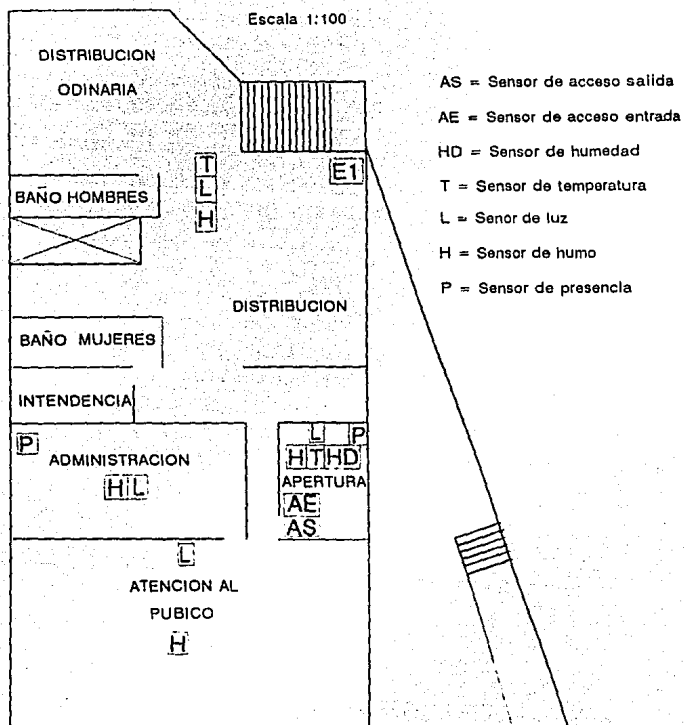 Escala 1:100
DISTRIBUCION
ODINARIA
AS = Sensor de acceso salida
AE = Sensor de acceso entrada
HD = Sensor de humedad
T = Sensor de temperatura
L = Senor de luz
H = Sensor de humo
P = Sensor de presencia
T
L
H
E1
BAÑO HOMBRES
DISTRIBUCION
BAÑO MUJERES
INTENDENCIA
P
ADMINISTRACION
H L
L P
H T HD
APERTURA
AE
AS
L
ATENCION AL
PUBICO
H